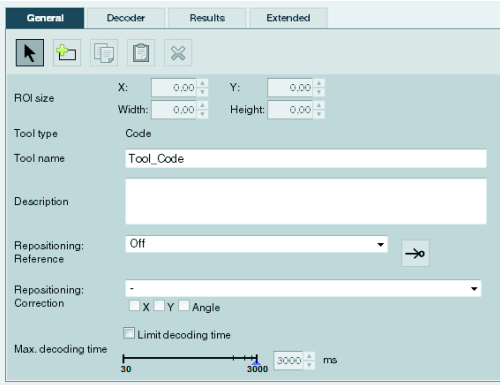 General Decoder Results Extended
ROI size
X: 0,00 Y: 0,00
Width: 0,00 Height: 0,00
Tool type Code
Tool name Tool_Code
Description
Repositioning: Reference Off
Repositioning: Correction -
X Y Angle
Limit decoding time
Max. decoding time
30 3000 3000 ms